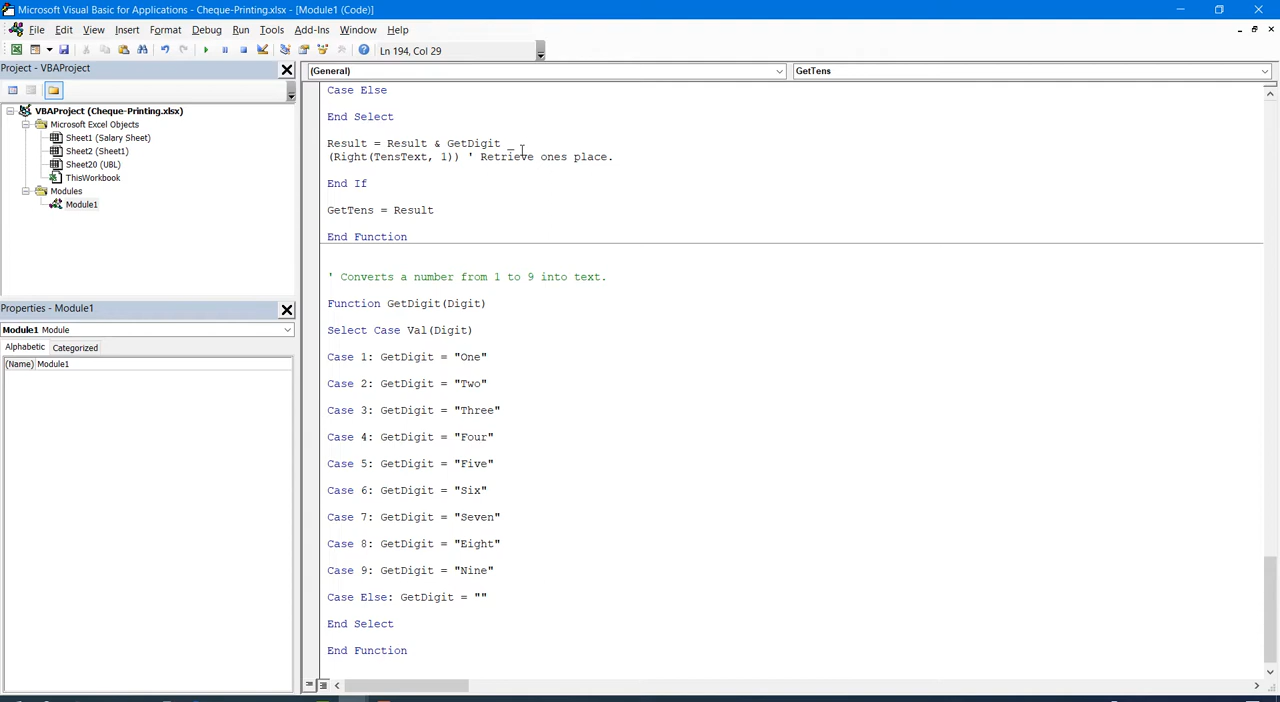 Microsoft Visual Basic for Applications - Cheque-Printing.xlsx - [Module1 (Code)]
File Edit View Insert Format Debug Run Tools Add-Ins Window Help
Ln 194, Col 29
Project - VBAProject
(General) GetTens
VBAProject (Cheque-Printing.xlsx)
Microsoft Excel Objects
Sheet1 (Salary Sheet)
Sheet2 (Sheet1)
Sheet20 (UBL)
ThisWorkbook
Modules
Module1
Properties - Module1
Module1 Module
Alphabetic Categorized
(Name) Module1
Case Else
End Select
Result = Result & GetDigit _
(Right(TensText, 1)) ' Retrieve ones place.
End If
GetTens = Result
End Function
' Converts a number from 1 to 9 into text.
Function GetDigit(Digit)
Select Case Val(Digit)
Case 1: GetDigit = "One"
Case 2: GetDigit = "Two"
Case 3: GetDigit = "Three"
Case 4: GetDigit = "Four"
Case 5: GetDigit = "Five"
Case 6: GetDigit = "Six"
Case 7: GetDigit = "Seven"
Case 8: GetDigit = "Eight"
Case 9: GetDigit = "Nine"
Case Else: GetDigit = ""
End Select
End Function